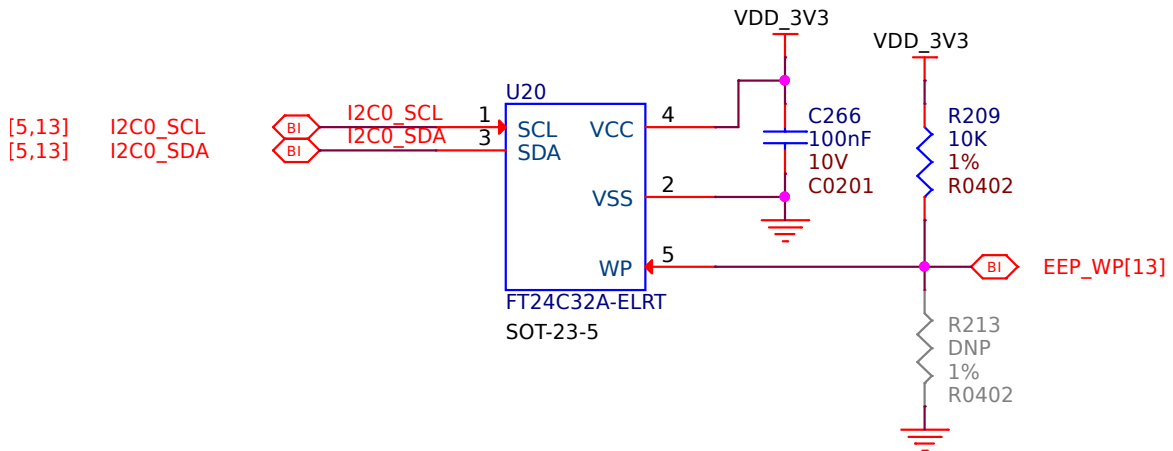 VDD_3V3
VDD_3V3
U20
[5,13] I2C0_SCL BI I2C0_SCL 1 SCL
[5,13] I2C0_SDA BI I2C0_SDA 3 SDA
VCC 4
VSS 2
WP 5
FT24C32A-ELRT
SOT-23-5
C266
100nF
10V
C0201
R209
10K
1%
R0402
BI EEP_WP[13]
R213
DNP
1%
R0402